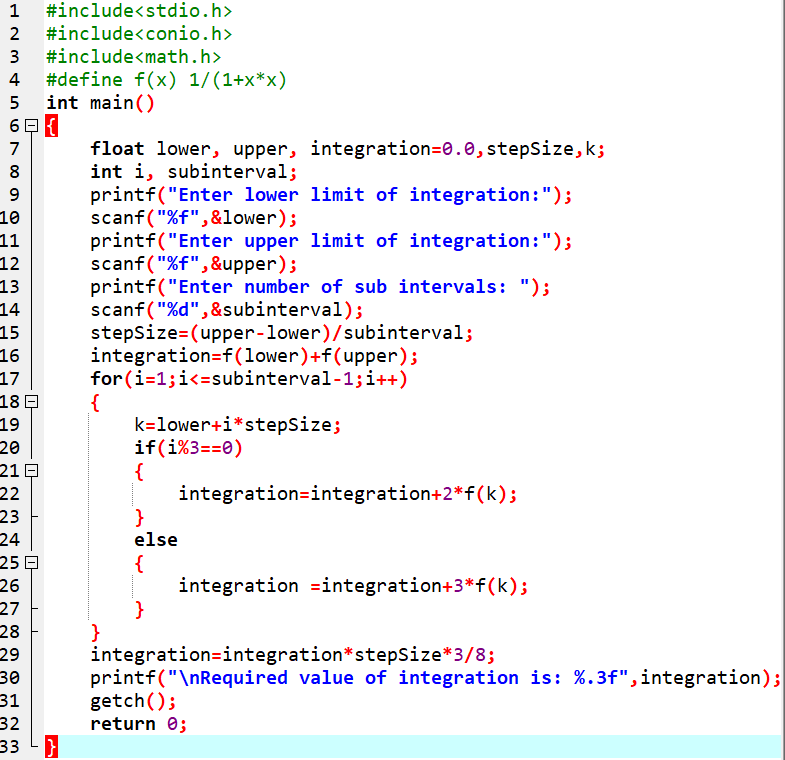 1 #include<stdio.h>
2 #include<conio.h>
3 #include<math.h>
4 #define f(x) 1/(1+x*x)
5 int main()
6 {
7 float lower, upper, integration=0.0,stepSize,k;
8 int i, subinterval;
9 printf("Enter lower limit of integration:");
10 scanf("%f",&lower);
11 printf("Enter upper limit of integration:");
12 scanf("%f",&upper);
13 printf("Enter number of sub intervals: ");
14 scanf("%d",&subinterval);
15 stepSize=(upper-lower)/subinterval;
16 integration=f(lower)+f(upper);
17 for(i=1;i<=subinterval-1;i++)
18 {
19 k=lower+i*stepSize;
20 if(i%3==0)
21 {
22 integration=integration+2*f(k);
23 }
24 else
25 {
26 integration =integration+3*f(k);
27 }
28 }
29 integration=integration*stepSize*3/8;
30 printf("\nRequired value of integration is: %.3f",integration);
31 getch();
32 return 0;
33 }